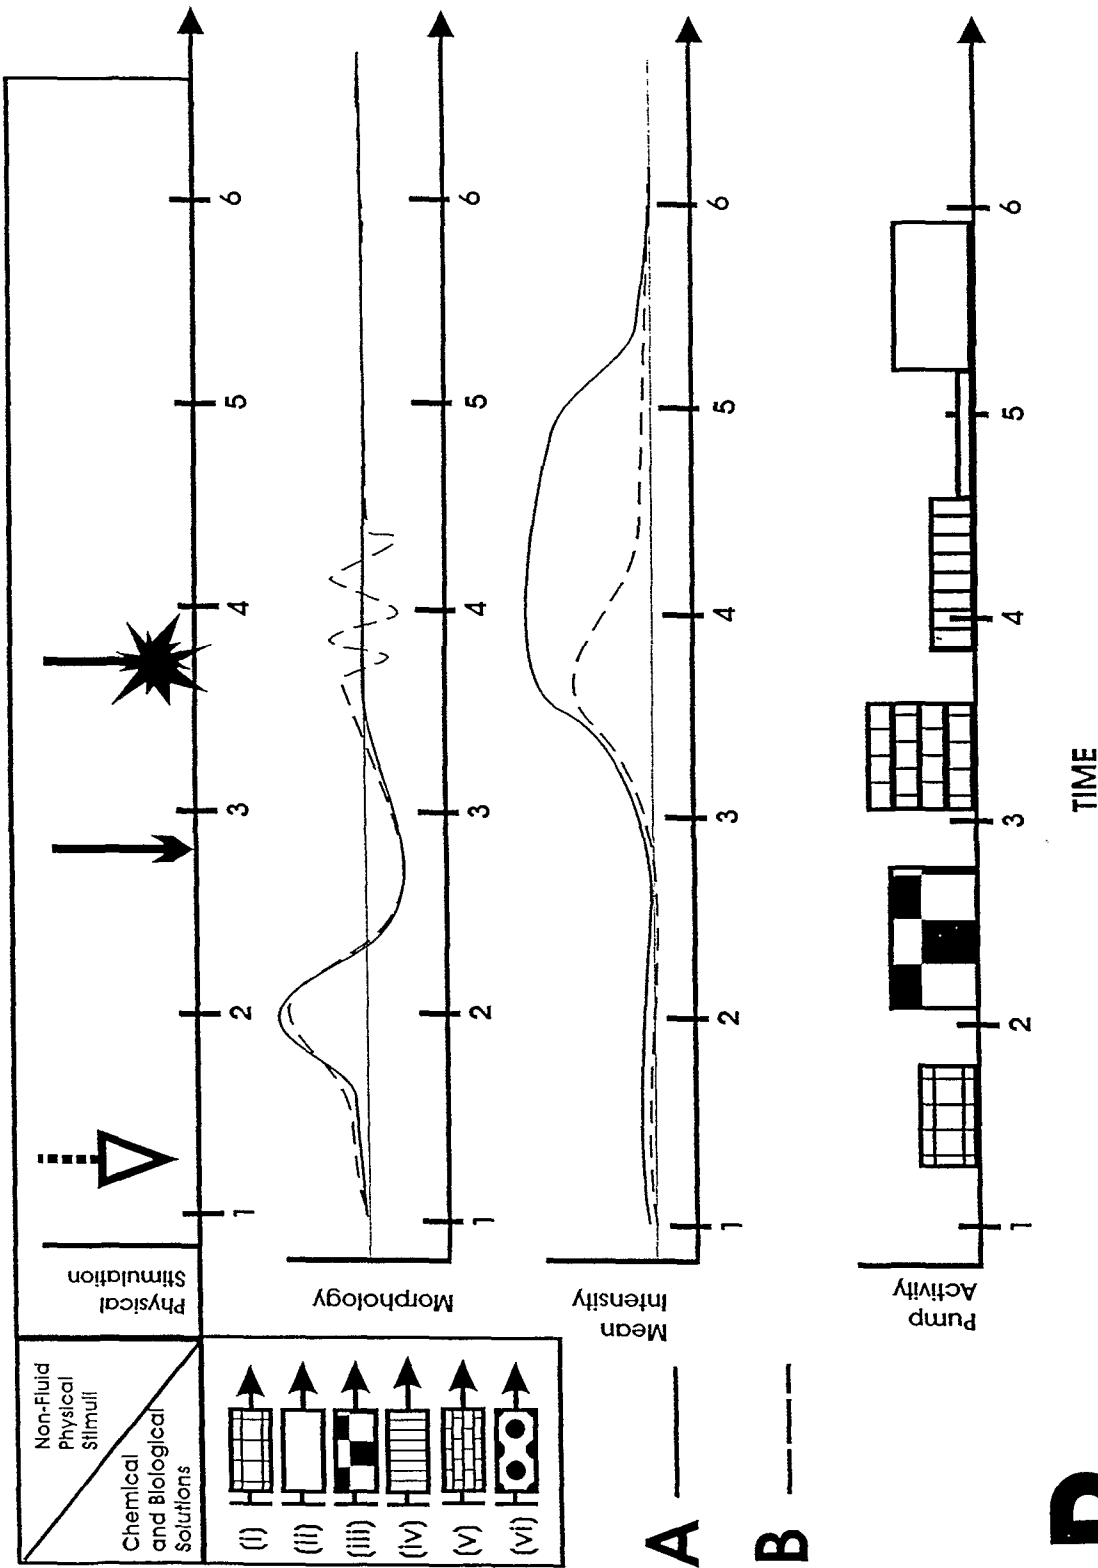 Non-Fluid
Physical
Stimuli
Chemical
and Biological
Solutions
Physical
Stimulation
1
2
3
4
5
6
(i)
(ii)
(iii)
(iv)
(v)
(vi)
Morphology
1
2
3
4
5
6
Mean
Intensity
1
2
3
4
5
6
A
B
Pump
Activity
1
2
3
4
5
6
TIME